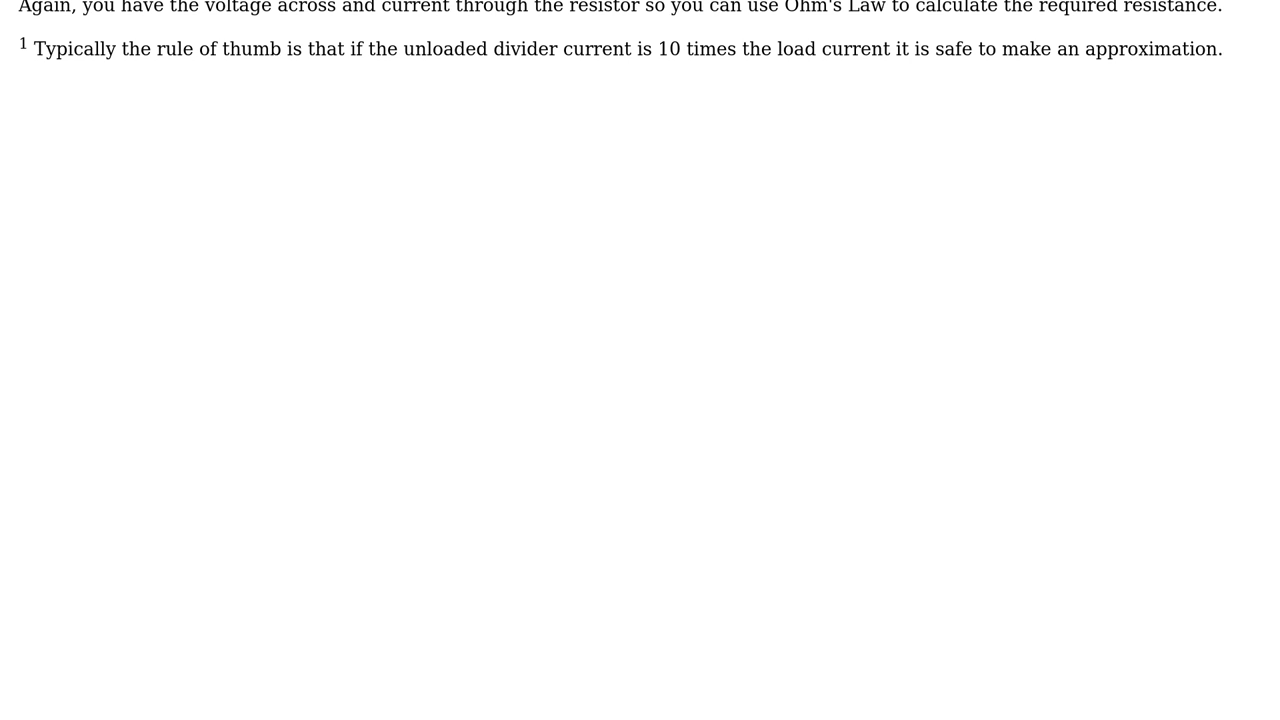 Again, you have the voltage across and current through the resistor so you can use Ohm's Law to calculate the required resistance.
1 Typically the rule of thumb is that if the unloaded divider current is 10 times the load current it is safe to make an approximation.